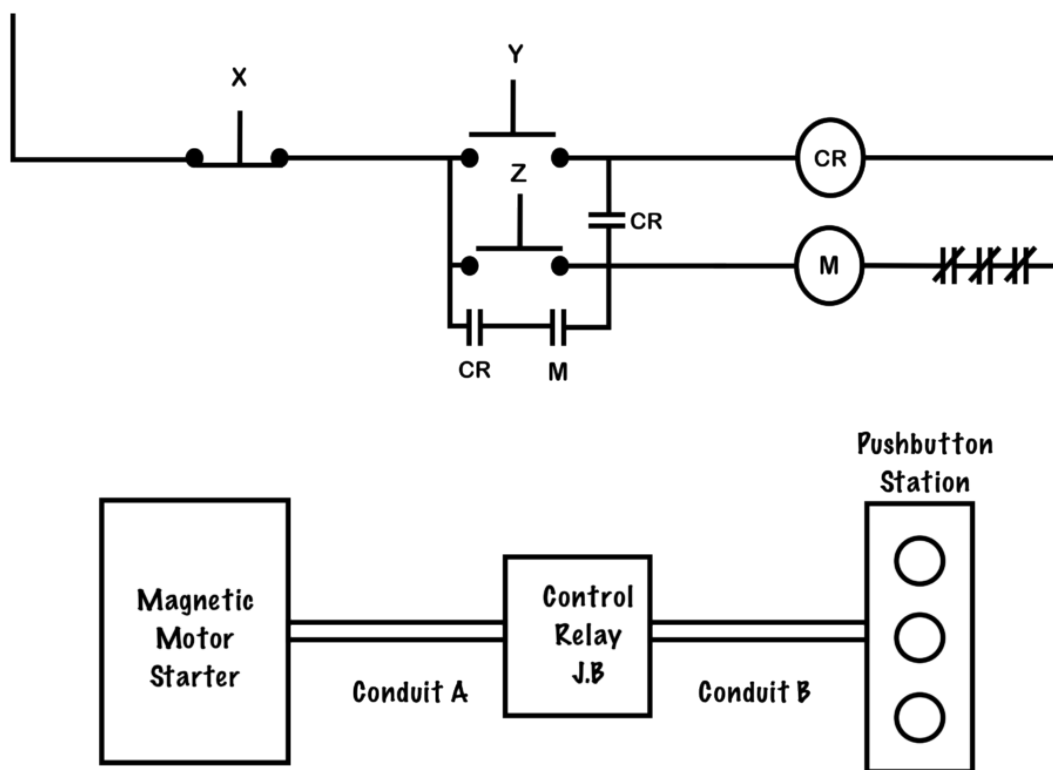 Y
X
CR
Z
CR
M
CR
M
Pushbutton
Station
Magnetic
Motor
Starter
Control
Relay
J.B
Conduit A
Conduit B